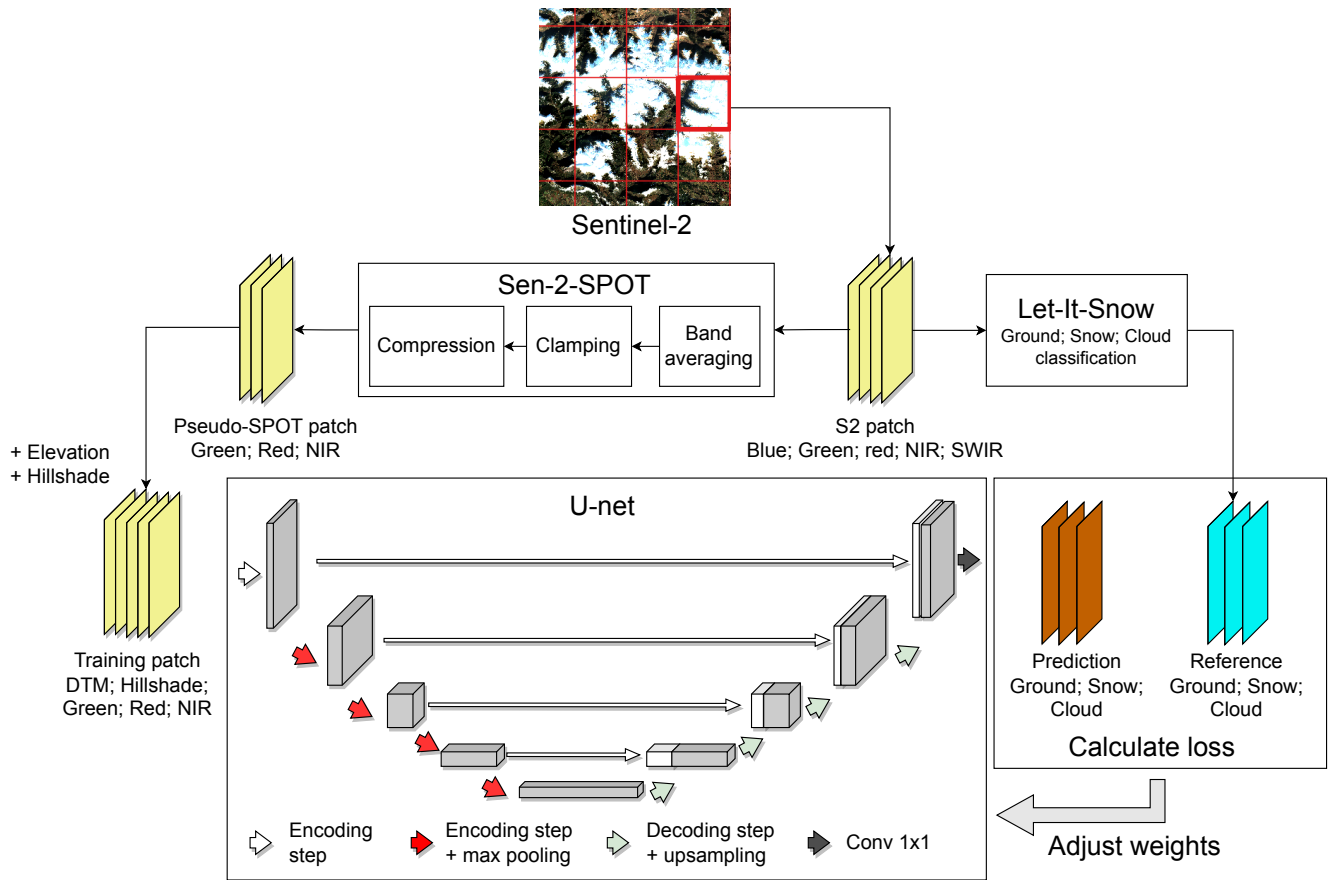 Sentinel-2
Sen-2-SPOT
Compression
Clamping
Band
averaging
Let-It-Snow
Ground; Snow; Cloud
classification
Pseudo-SPOT patch
Green; Red; NIR
S2 patch
Blue; Green; red; NIR; SWIR
+ Elevation
+ Hillshade
Training patch
DTM; Hillshade;
Green; Red; NIR
U-net
Encoding
step
Encoding step
+ max pooling
Decoding step
+ upsampling
Conv 1x1
Prediction
Ground; Snow;
Cloud
Reference
Ground; Snow;
Cloud
Calculate loss
Adjust weights